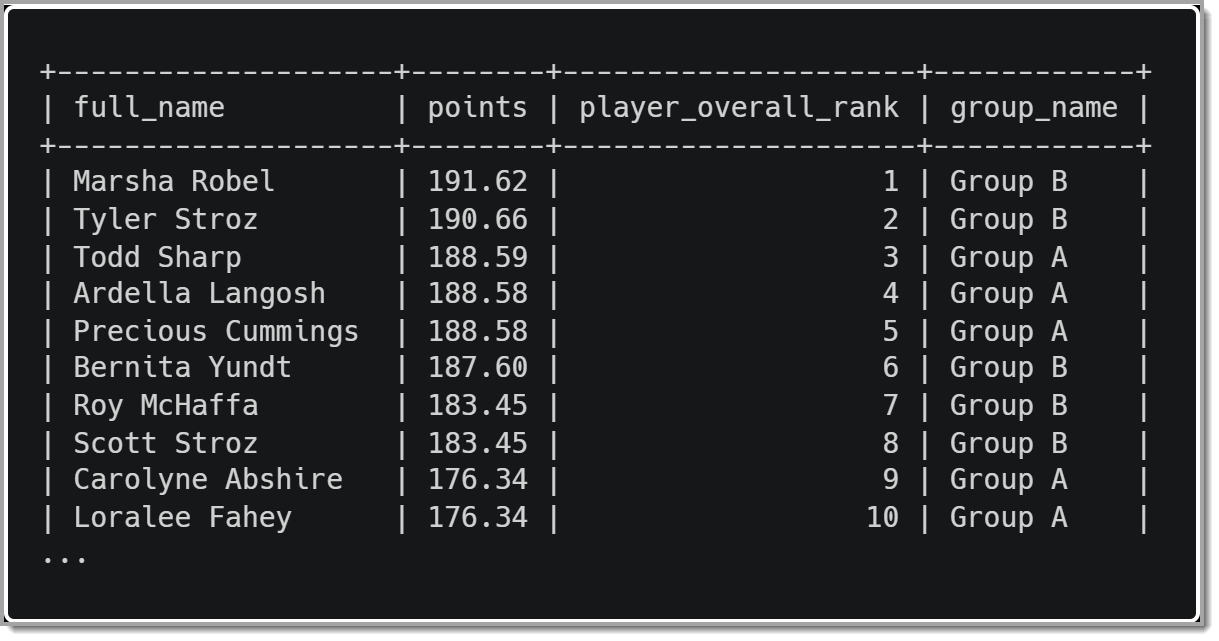 +--------------------+--------+---------------------+------------+
| full_name          | points | player_overall_rank | group_name |
+--------------------+--------+---------------------+------------+
| Marsha Robel       | 191.62 |                   1 | Group B    |
| Tyler Stroz        | 190.66 |                   2 | Group B    |
| Todd Sharp         | 188.59 |                   3 | Group A    |
| Ardella Langosh    | 188.58 |                   4 | Group A    |
| Precious Cummings  | 188.58 |                   5 | Group A    |
| Bernita Yundt      | 187.60 |                   6 | Group B    |
| Roy McHaffa        | 183.45 |                   7 | Group B    |
| Scott Stroz        | 183.45 |                   8 | Group B    |
| Carolyne Abshire   | 176.34 |                   9 | Group A    |
| Loralee Fahey      | 176.34 |                  10 | Group A    |
...